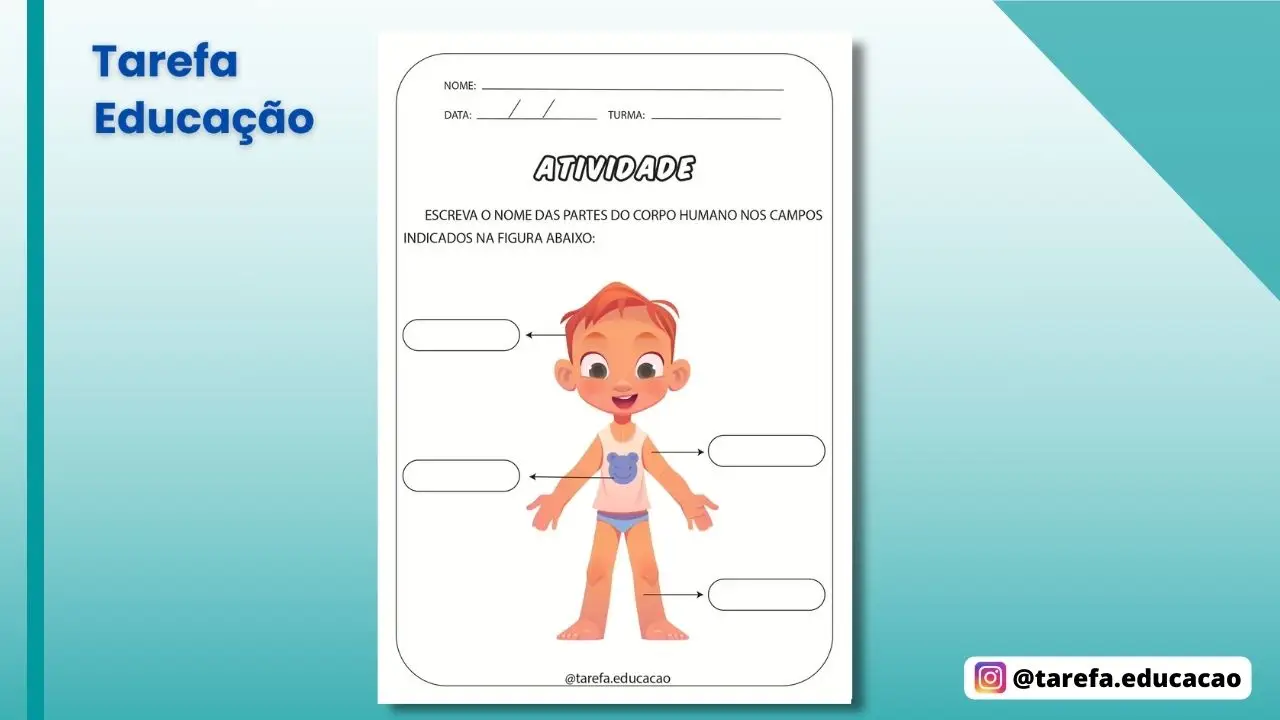 Tarefa
Educação
NOME:
DATA: / / TURMA:
ATIVIDADE
ESCREVA O NOME DAS PARTES DO CORPO HUMANO NOS CAMPOS
INDICADOS NA FIGURA ABAIXO:
@tarefa.educacao
@tarefa.educacao